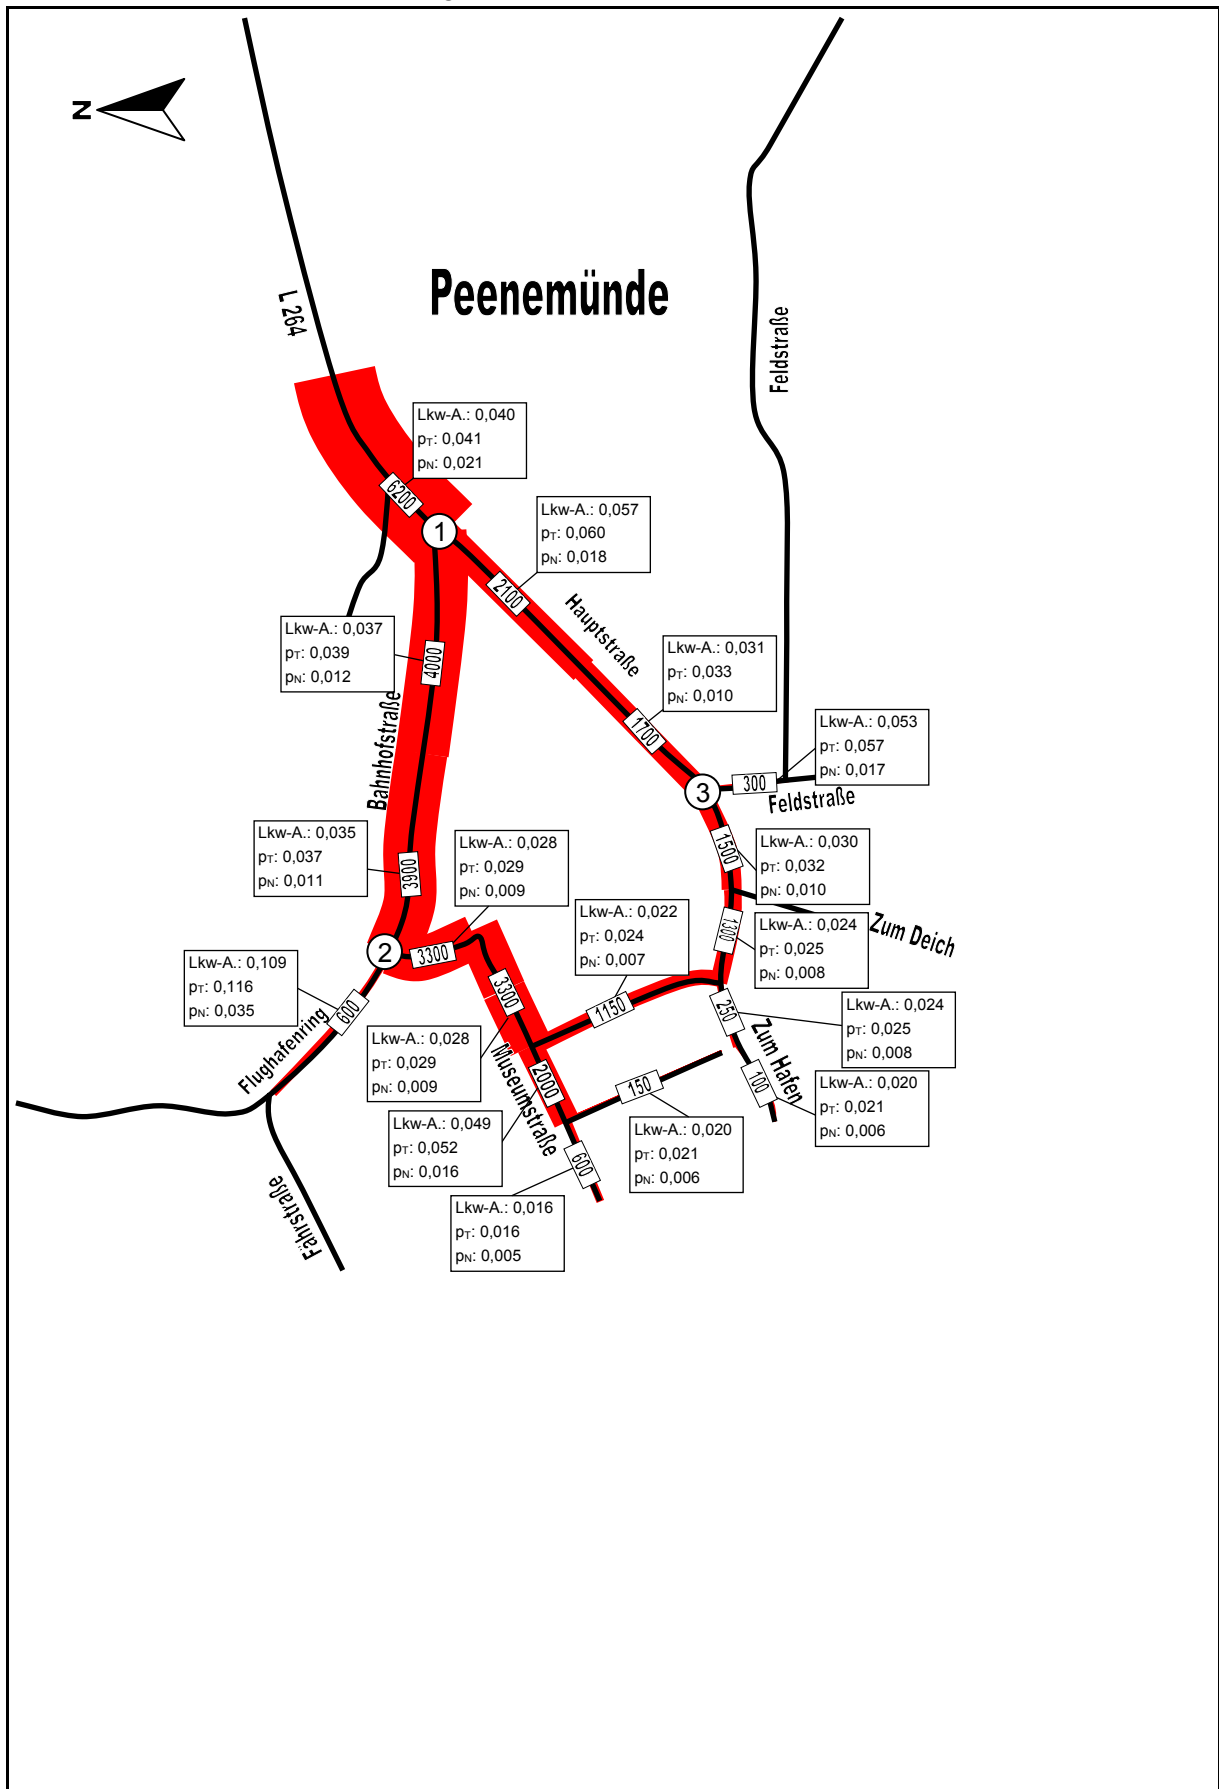 N
Peenemünde
L 264
Feldstraße
Lkw-A.: 0,040
pT: 0,041
pN: 0,021
6200
1
Lkw-A.: 0,057
pT: 0,060
pN: 0,018
2100
Hauptstraße
Lkw-A.: 0,037
pT: 0,039
pN: 0,012
4000
Bahnhofstraße
Lkw-A.: 0,031
pT: 0,033
pN: 0,010
1700
Lkw-A.: 0,053
pT: 0,057
pN: 0,017
3
300
Feldstraße
Lkw-A.: 0,035
pT: 0,037
pN: 0,011
3900
Lkw-A.: 0,028
pT: 0,029
pN: 0,009
1500
Lkw-A.: 0,030
pT: 0,032
pN: 0,010
Lkw-A.: 0,022
pT: 0,024
pN: 0,007
1300
Lkw-A.: 0,024
pT: 0,025
pN: 0,008
Zum Deich
2
3300
Lkw-A.: 0,109
pT: 0,116
pN: 0,035
600
3300
1150
250
Lkw-A.: 0,024
pT: 0,025
pN: 0,008
Flughafenring
Lkw-A.: 0,028
pT: 0,029
pN: 0,009
Museumstraße
2000
150
Zum Hafen
100
Lkw-A.: 0,020
pT: 0,021
pN: 0,006
Lkw-A.: 0,049
pT: 0,052
pN: 0,016
Lkw-A.: 0,020
pT: 0,021
pN: 0,006
600
Fährstraße
Lkw-A.: 0,016
pT: 0,016
pN: 0,005